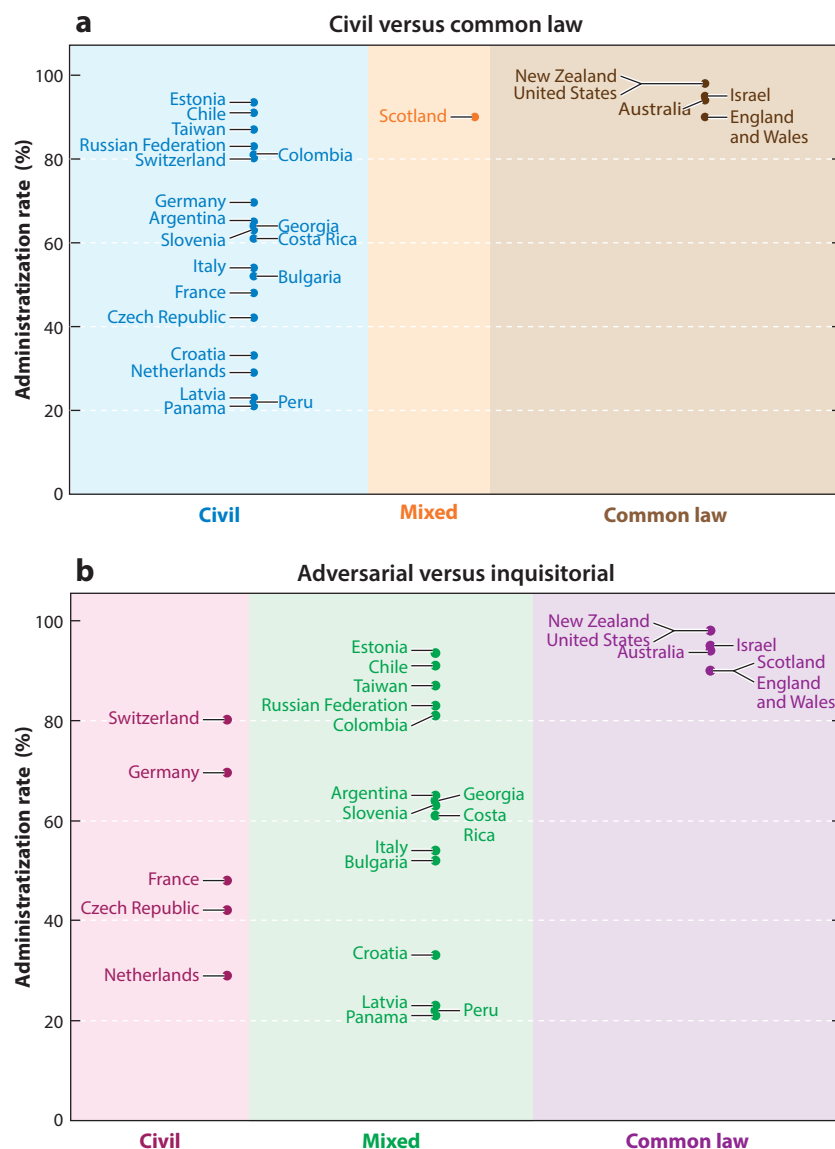 a
Civil versus common law
Administratization rate (%)
100
80
60
40
20
0
Estonia
Chile
Taiwan
Russian Federation
Colombia
Switzerland
Germany
Argentina
Georgia
Slovenia
Costa Rica
Italy
Bulgaria
France
Czech Republic
Croatia
Netherlands
Latvia
Peru
Panama
Scotland
New Zealand
United States
Israel
Australia
England
and Wales
Civil
Mixed
Common law
b
Adversarial versus inquisitorial
Administratization rate (%)
100
80
60
40
20
0
Switzerland
Germany
France
Czech Republic
Netherlands
Estonia
Chile
Taiwan
Russian Federation
Colombia
Argentina
Georgia
Slovenia
Costa
Rica
Italy
Bulgaria
Croatia
Latvia
Peru
Panama
New Zealand
United States
Israel
Australia
Scotland
England
and Wales
Civil
Mixed
Common law